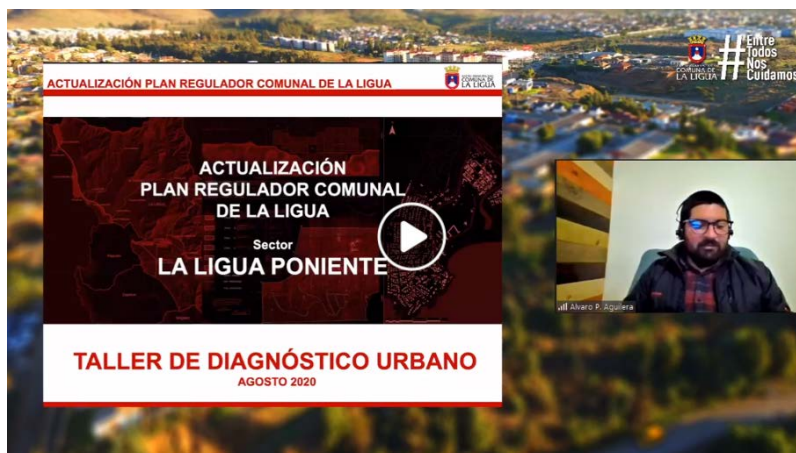 ACTUALIZACIÓN PLAN REGULADOR COMUNAL DE LA LIGUA
COMUNA DE
LA LIGUA
ACTUALIZACIÓN
PLAN REGULADOR COMUNAL
DE LA LIGUA
Sector
LA LIGUA PONIENTE
TALLER DE DIAGNÓSTICO URBANO
AGOSTO 2020
COMUNA DE
LA LIGUA
#Entre
Todos
Nos
Cuidamos
Alvaro P. Aguilera